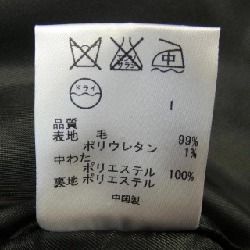 中
ドライ
I
品質
表地 毛 99%
ポリウレタン 1%
中わた
ポリエステル 100%
裏地 ポリエステル
中国製